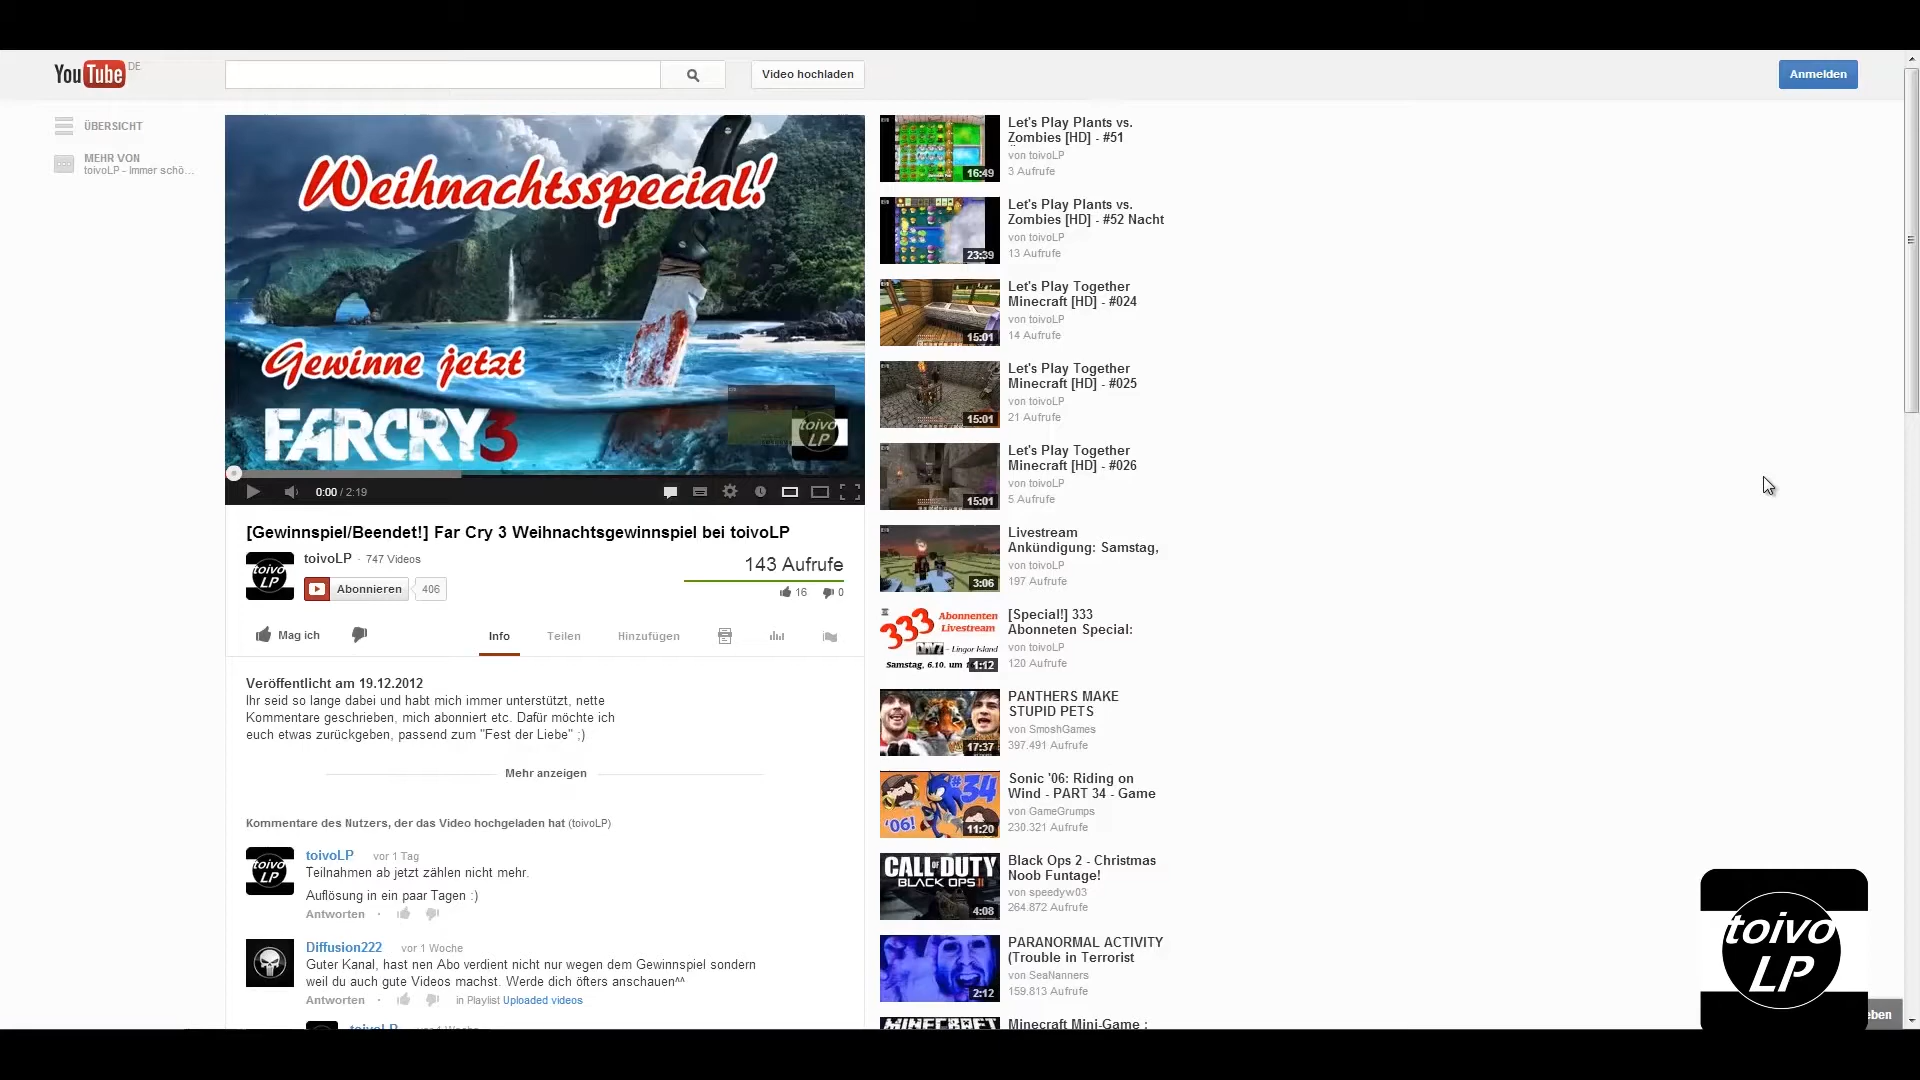 YouTube DE
Video hochladen
Anmelden
ÜBERSICHT
MEHR VON
toivoLP - Immer schö...
Weihnachtsspecial!
Gewinne jetzt
FARCRY3
toivo
LP
0:00 / 2:19
[Gewinnspiel/Beendet!] Far Cry 3 Weihnachtsgewinnspiel bei toivoLP
toivo
LP
toivoLP · 747 Videos
Abonnieren 406
143 Aufrufe
16 0
Mag ich
Info Teilen Hinzufügen
Veröffentlicht am 19.12.2012
Ihr seid so lange dabei und habt mich immer unterstützt, nette
Kommentare geschrieben, mich abonniert etc. Dafür möchte ich
euch etwas zurückgeben, passend zum "Fest der Liebe" ;)
Mehr anzeigen
Kommentare des Nutzers, der das Video hochgeladen hat (toivoLP)
toivo
LP
toivoLP vor 1 Tag
Teilnahmen ab jetzt zählen nicht mehr.
Auflösung in ein paar Tagen :)
Antworten ·
Diffusion222 vor 1 Woche
Guter Kanal, hast nen Abo verdient nicht nur wegen dem Gewinnspiel sondern
weil du auch gute Videos machst. Werde dich öfters anschauen^^
Antworten · in Playlist Uploaded videos
toivoLP vor 1 Woche
16:49
Let's Play Plants vs.
Zombies [HD] - #51
von toivoLP
3 Aufrufe
23:39
Let's Play Plants vs.
Zombies [HD] - #52 Nacht
von toivoLP
13 Aufrufe
15:01
Let's Play Together
Minecraft [HD] - #024
von toivoLP
14 Aufrufe
15:01
Let's Play Together
Minecraft [HD] - #025
von toivoLP
21 Aufrufe
15:01
Let's Play Together
Minecraft [HD] - #026
von toivoLP
5 Aufrufe
3:06
Livestream
Ankündigung: Samstag,
von toivoLP
197 Aufrufe
333 Abonnenten
Livestream
- Lingor Island
Samstag, 6.10. um
1:12
[Special!] 333
Abonneten Special:
von toivoLP
120 Aufrufe
17:37
PANTHERS MAKE
STUPID PETS
von SmoshGames
397.491 Aufrufe
#34
'06!
11:20
Sonic '06: Riding on
Wind - PART 34 - Game
von GameGrumps
230.321 Aufrufe
CALL OF DUTY
BLACK OPS II
4:08
Black Ops 2 - Christmas
Noob Funtage!
von speedyw03
264.872 Aufrufe
2:12
PARANORMAL ACTIVITY
(Trouble in Terrorist
von SeaNanners
159.813 Aufrufe
MINECRAFT
Minecraft Mini-Game :
toivo
LP
eben